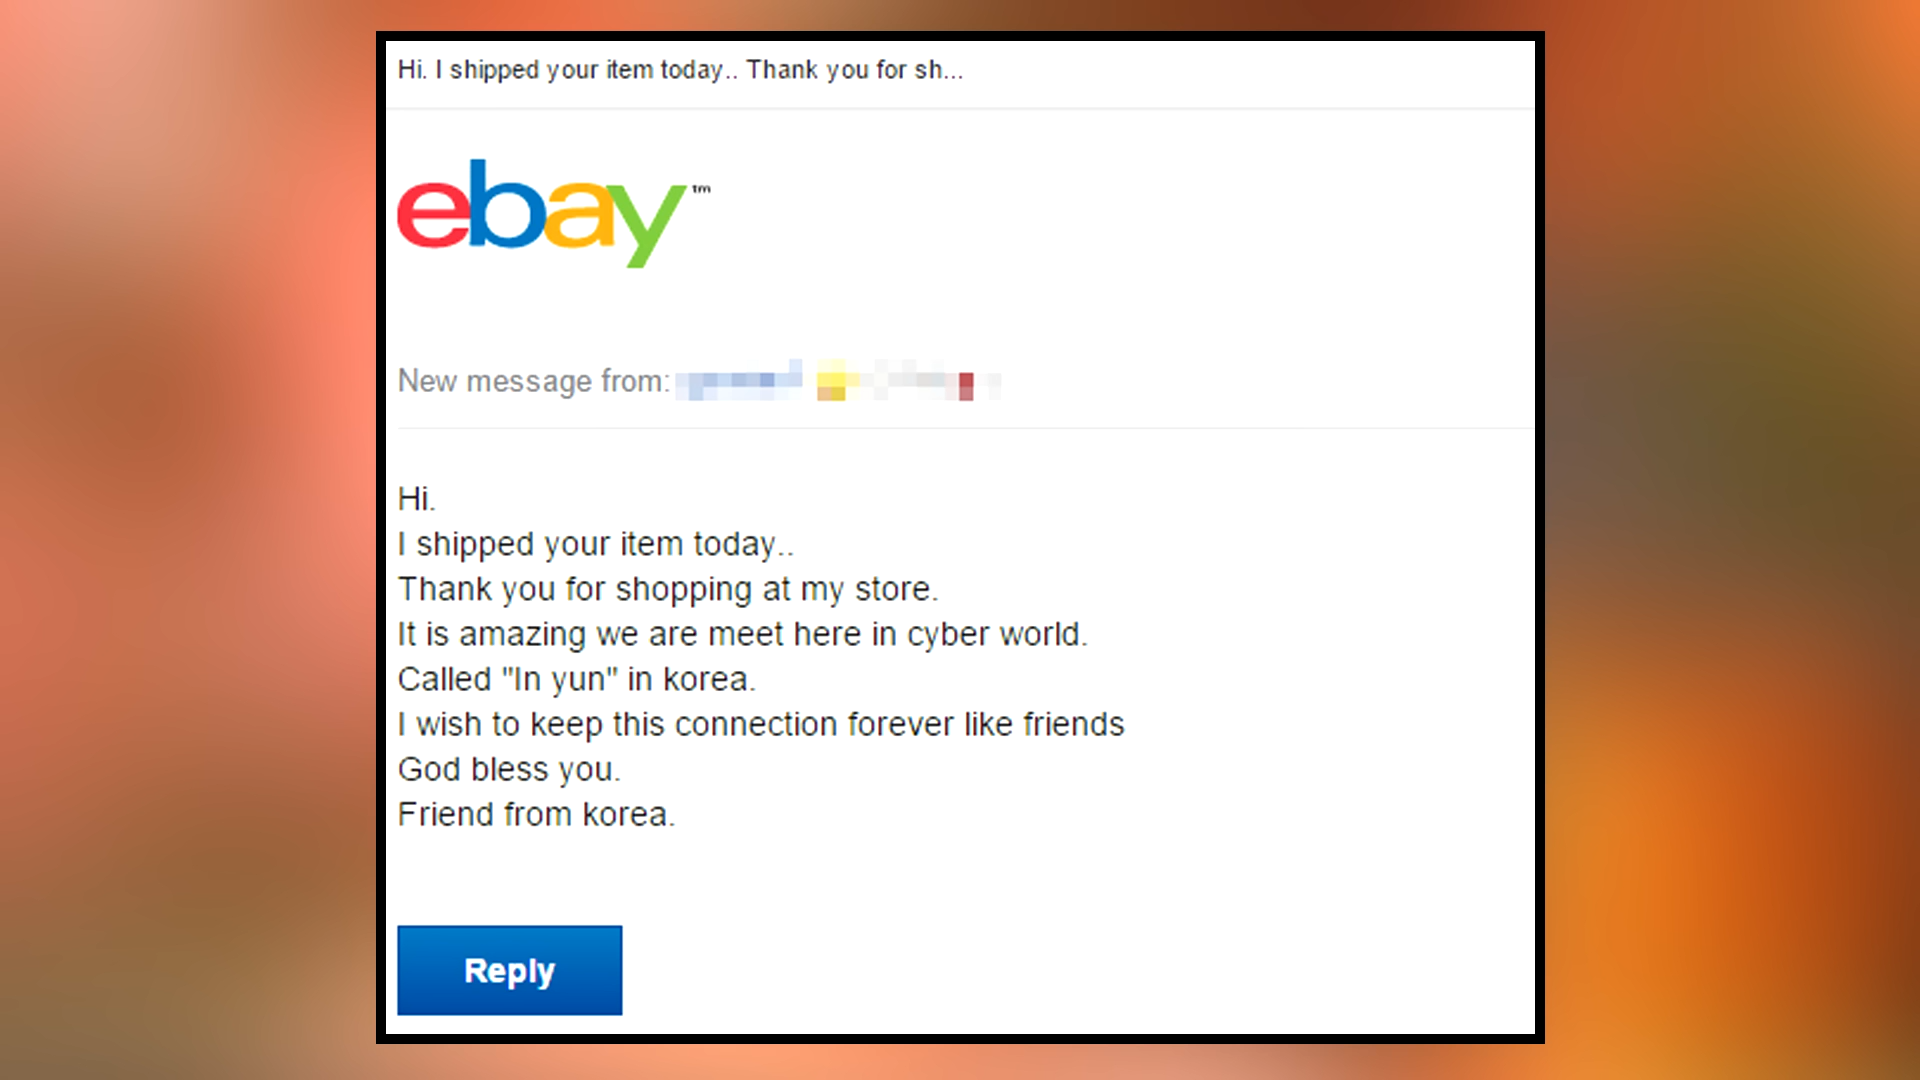 Hi. I shipped your item today.. Thank you for sh...
ebay™
New message from:
Hi.
I shipped your item today..
Thank you for shopping at my store.
It is amazing we are meet here in cyber world.
Called "In yun" in korea.
I wish to keep this connection forever like friends
God bless you.
Friend from korea.
Reply